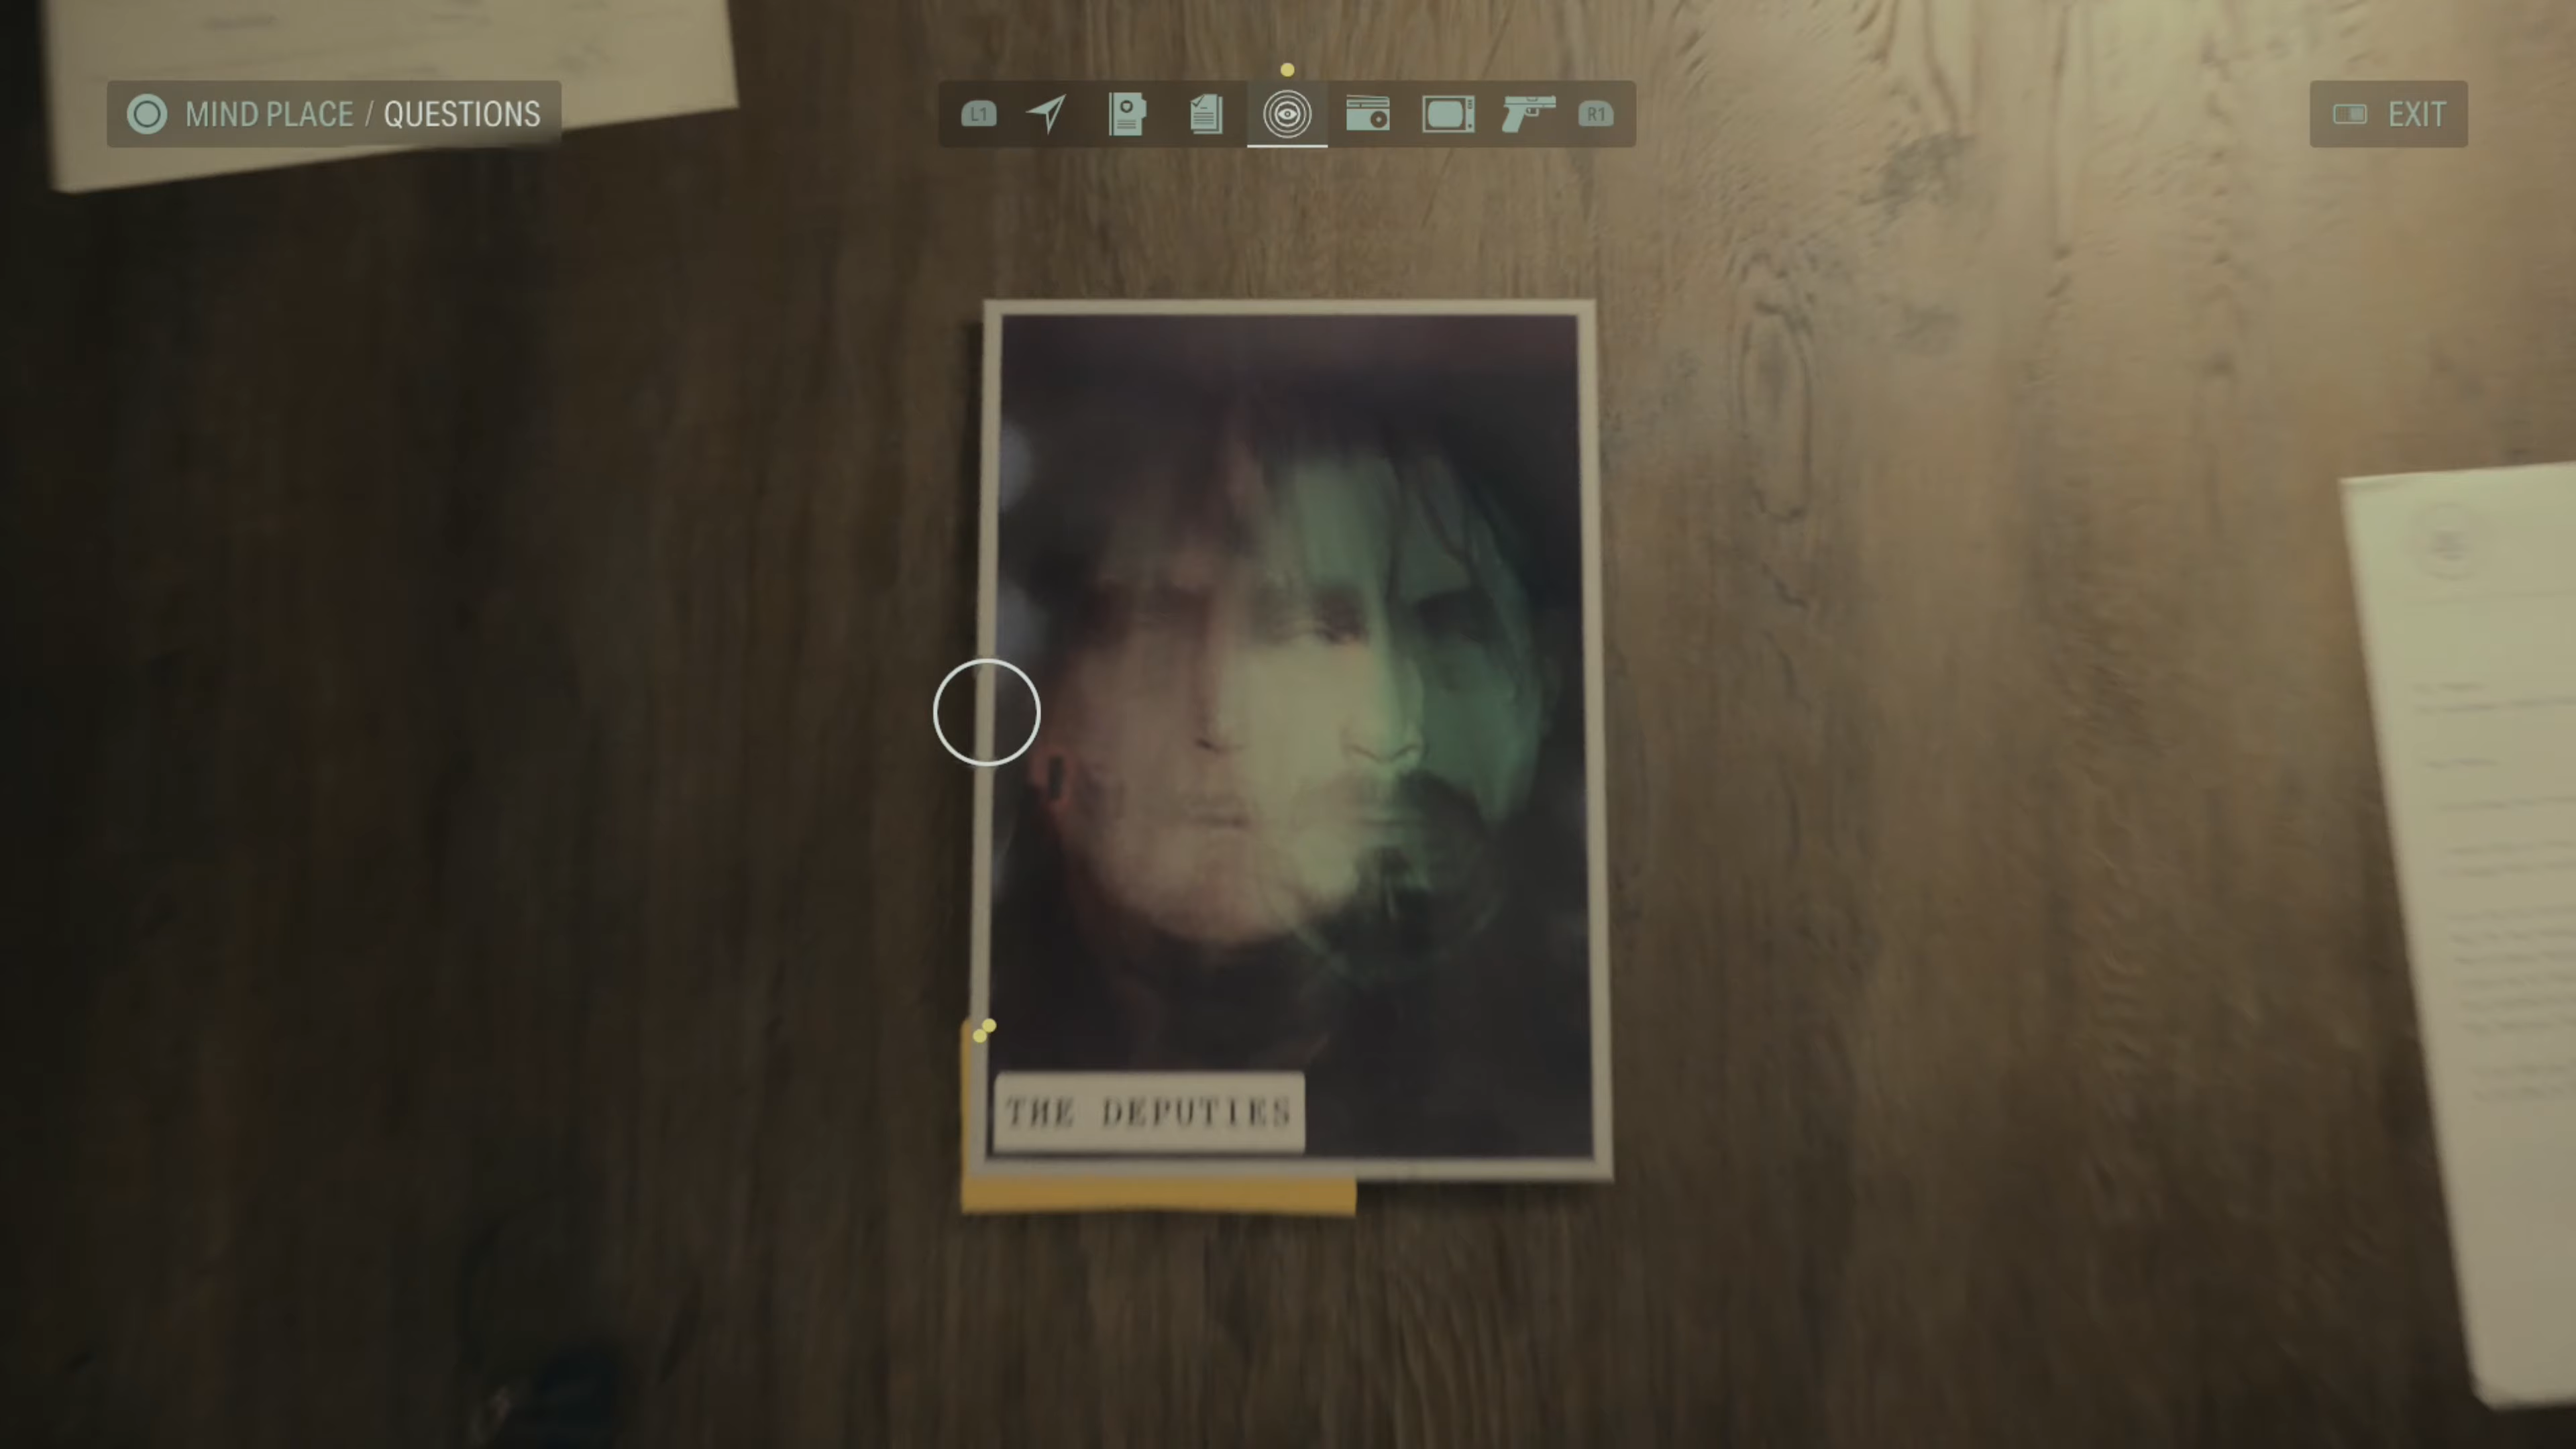 MIND PLACE / QUESTIONS
L1
R1
EXIT
THE DEPUTIES